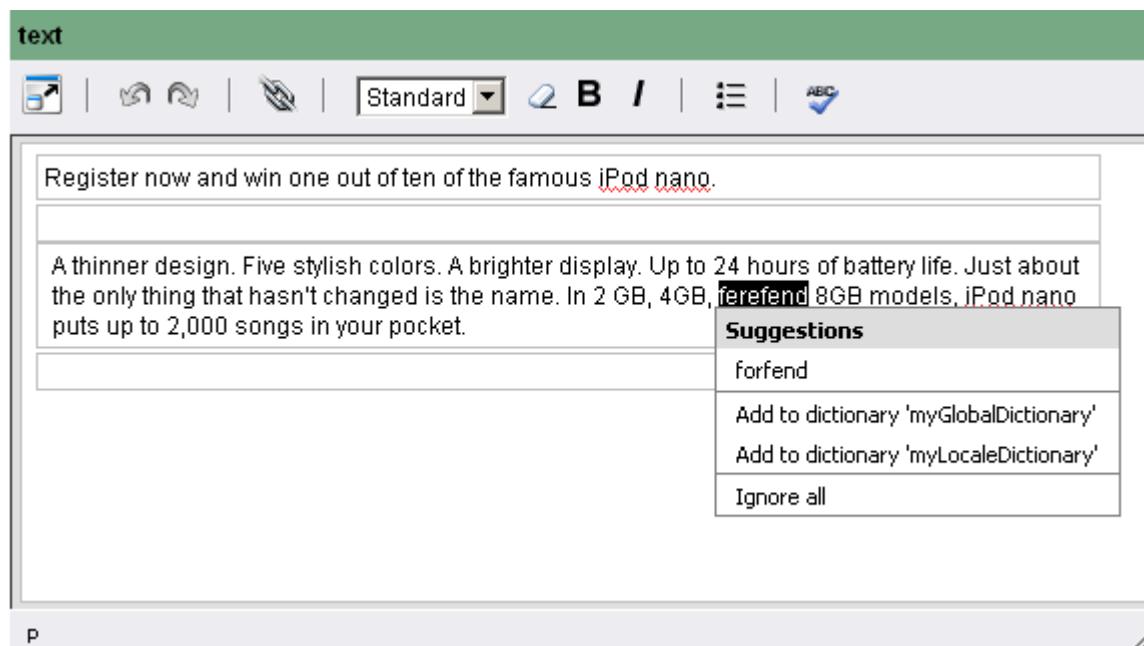 text
Standard
B I
ABC
Register now and win one out of ten of the famous iPod nano.
A thinner design. Five stylish colors. A brighter display. Up to 24 hours of battery life. Just about
the only thing that hasn't changed is the name. In 2 GB, 4GB, ferefend 8GB models, iPod nano
puts up to 2,000 songs in your pocket.
Suggestions
forfend
Add to dictionary 'myGlobalDictionary'
Add to dictionary 'myLocaleDictionary'
Ignore all
P